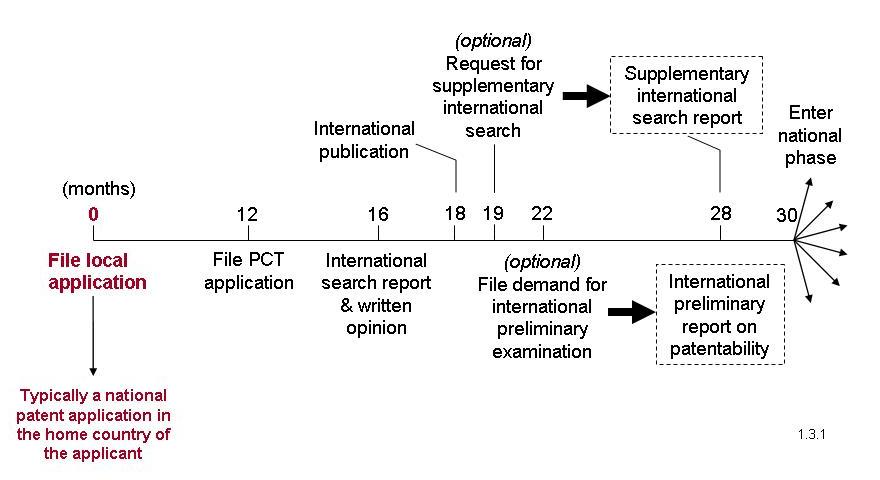 (optional)
Request for
supplementary
international
search
Supplementary
international
search report
Enter
national
phase
International
publication
(months)
0
12
16
18
19
22
28
30
File local
application
File PCT
application
International
search report
& written
opinion
(optional)
File demand for
international
preliminary
examination
International
preliminary
report on
patentability
Typically a national
patent application in
the home country of
the applicant
1.3.1